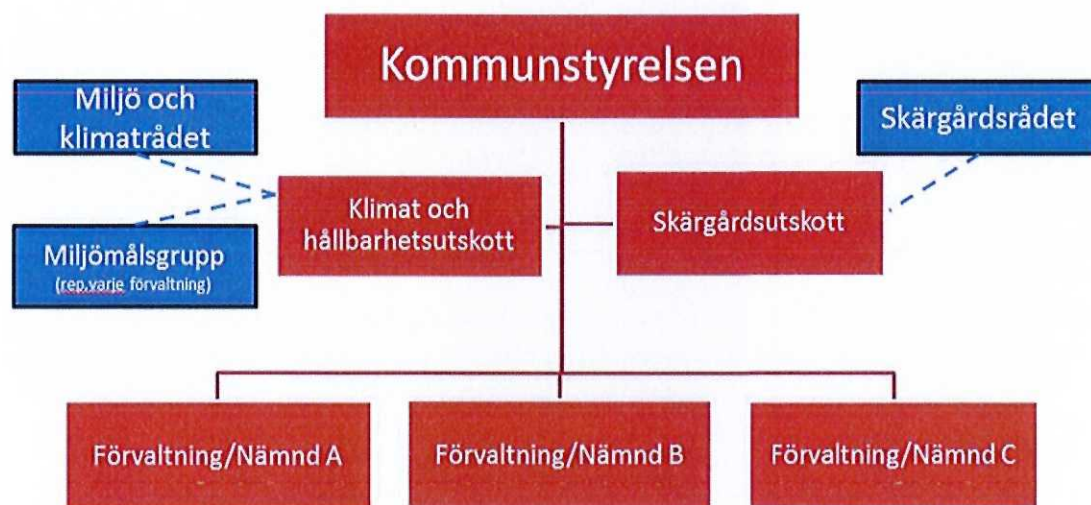 Kommunstyrelsen
Miljö och
klimatrådet
Skärgårdsrådet
Klimat och
hållbarhetsutskott
Skärgårdsutskott
Miljömålsgrupp
(rep.varje förvaltning)
Förvaltning/Nämnd A
Förvaltning/Nämnd B
Förvaltning/Nämnd C